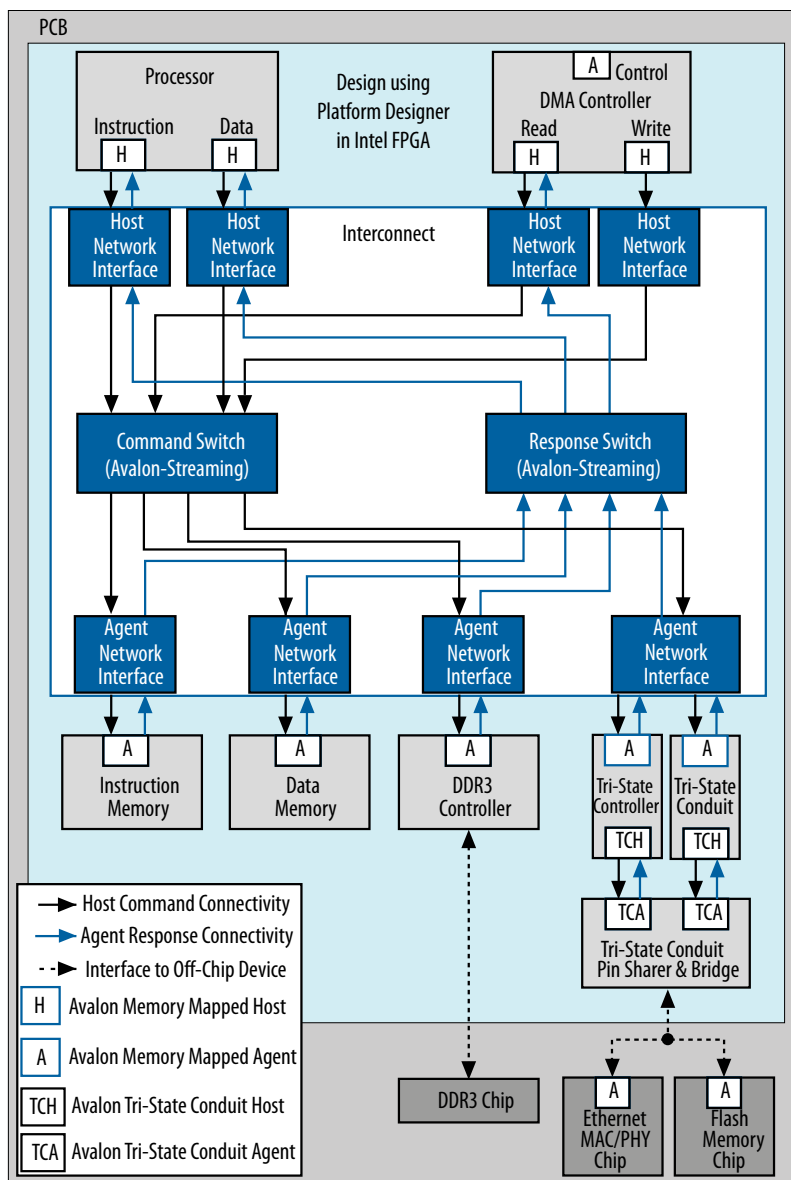 PCB
Processor
Instruction
Data
H
H
Design using
Platform Designer
in Intel FPGA
A
Control
DMA Controller
Read
Write
H
H
Host
Network
Interface
Host
Network
Interface
Interconnect
Host
Network
Interface
Host
Network
Interface
Command Switch
(Avalon-Streaming)
Response Switch
(Avalon-Streaming)
Agent
Network
Interface
Agent
Network
Interface
Agent
Network
Interface
Agent
Network
Interface
A
Instruction
Memory
A
Data
Memory
A
DDR3
Controller
A
Tri-State
Controller
TCH
A
Tri-State
Conduit
TCH
TCA
TCA
Tri-State Conduit
Pin Sharer & Bridge
Host Command Connectivity
Agent Response Connectivity
Interface to Off-Chip Device
H Avalon Memory Mapped Host
A Avalon Memory Mapped Agent
TCH Avalon Tri-State Conduit Host
TCA Avalon Tri-State Conduit Agent
DDR3 Chip
A
Ethernet
MAC/PHY
Chip
A
Flash
Memory
Chip